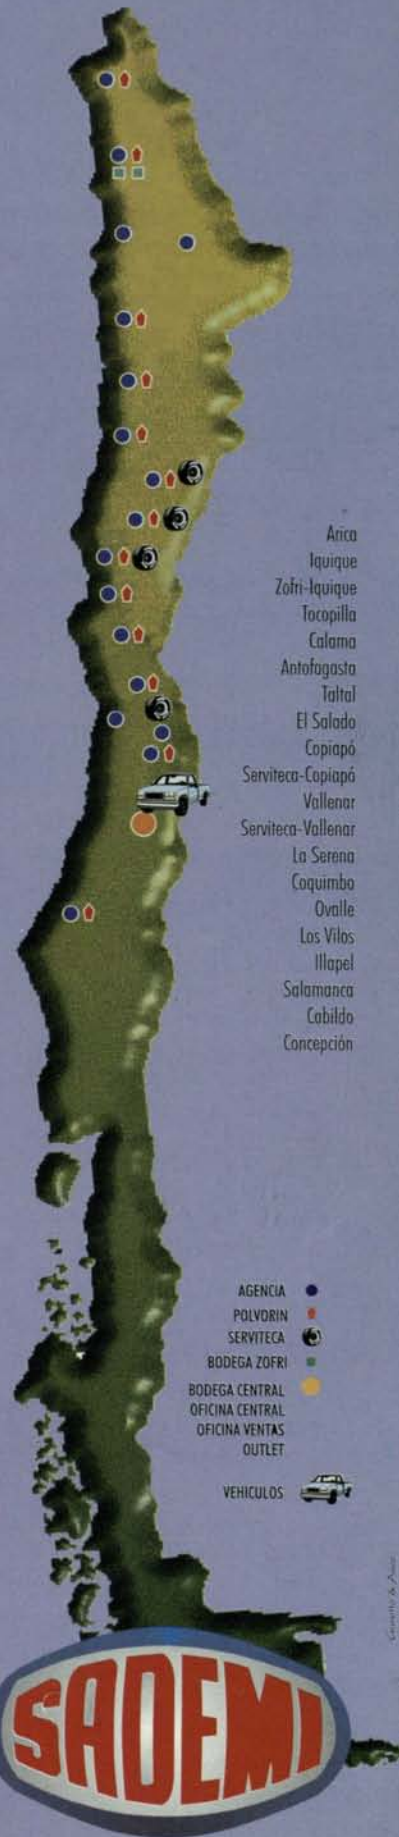 Arica
Iquique
Zofri-Iquique
Tocopilla
Calama
Antofagasta
Taltal
El Salado
Copiapó
Serviteca-Copiapó
Vallenar
Serviteca-Vallenar
La Serena
Coquimbo
Ovalle
Los Vilos
Illapel
Salamanca
Cabildo
Concepción
AGENCIA
POLVORIN
SERVITECA
BODEGA ZOFRI
BODEGA CENTRAL
OFICINA CENTRAL
OFICINA VENTAS
OUTLET
VEHICULOS
SADEMI